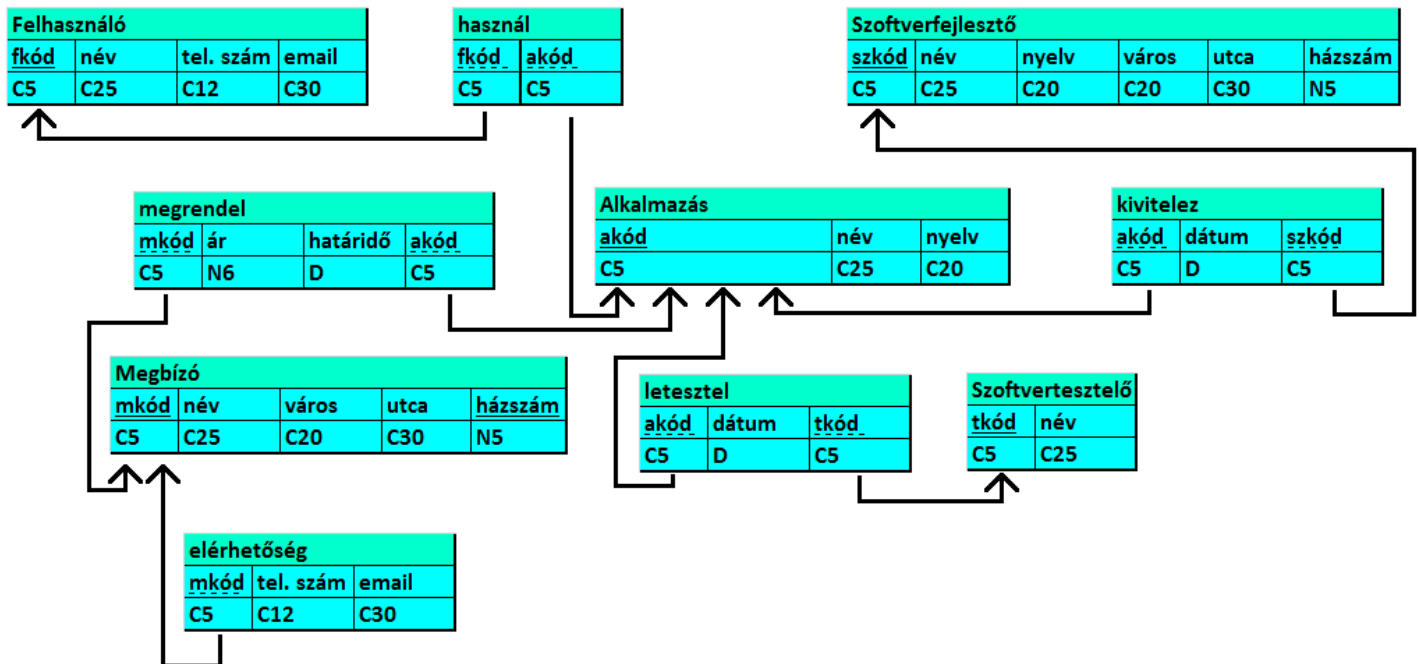 Felhasználó
fkód név tel. szám email
C5 C25 C12 C30
használ
fkód akód
C5 C5
Szoftverfejlesztő
szkód név nyelv város utca házszám
C5 C25 C20 C20 C30 N5
megrendel
mkód ár határidő akód
C5 N6 D C5
Alkalmazás
akód név nyelv
C5 C25 C20
kivitelez
akód dátum szkód
C5 D C5
Megbízó
mkód név város utca házszám
C5 C25 C20 C30 N5
letesztel
akód dátum tkód
C5 D C5
Szoftvertesztelő
tkód név
C5 C25
elérhetőség
mkód tel. szám email
C5 C12 C30